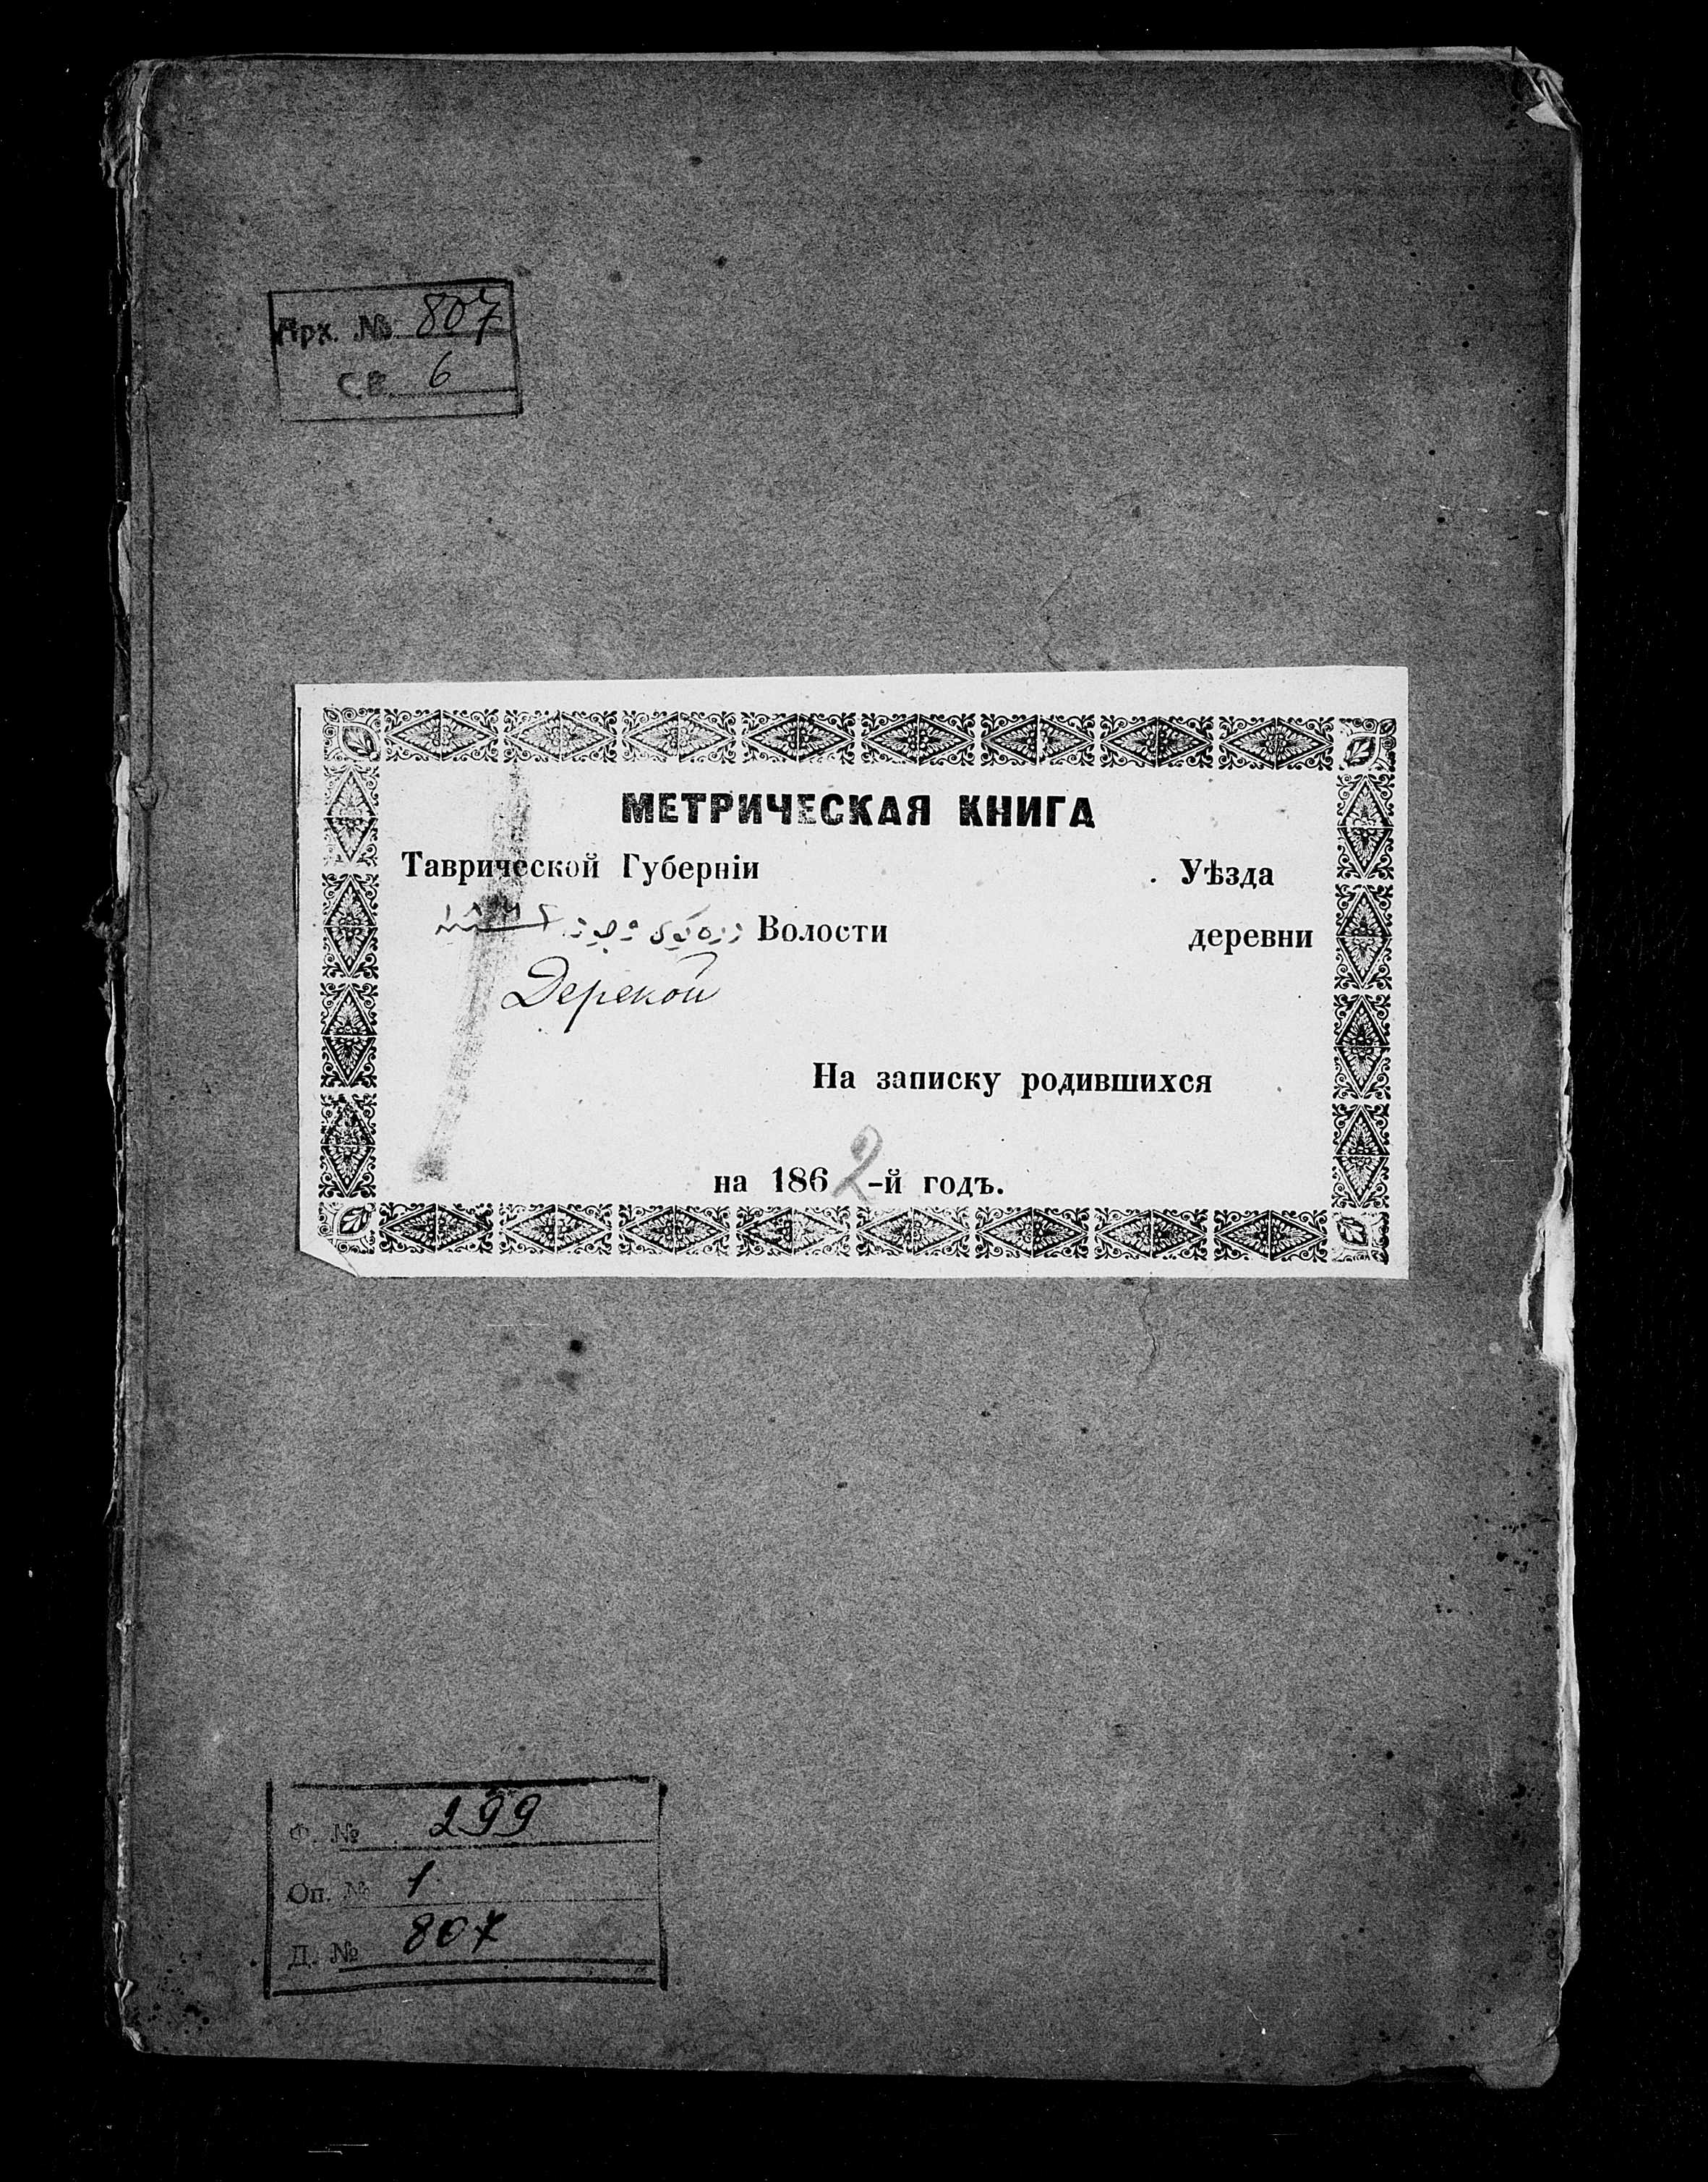 Арх. № 807
СВ. 6
МЕТРИЧЕСКАЯ КНИГА
Таврической Губерніи . Уѣзда
Волости деревни
Дерекой
На записку родившихся
на 1862-й годъ.
Ф. № 299
Оп. № 1
Д. № 807